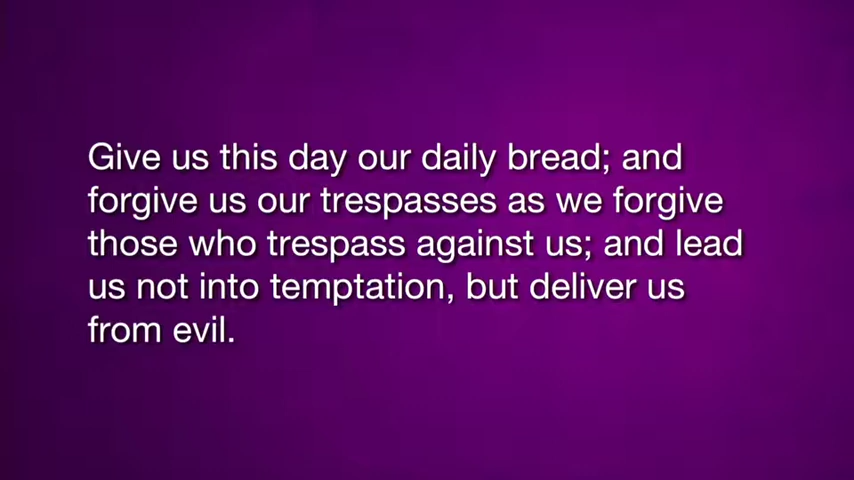 Give us this day our daily bread; and
forgive us our trespasses as we forgive
those who trespass against us; and lead
us not into temptation, but deliver us
from evil.